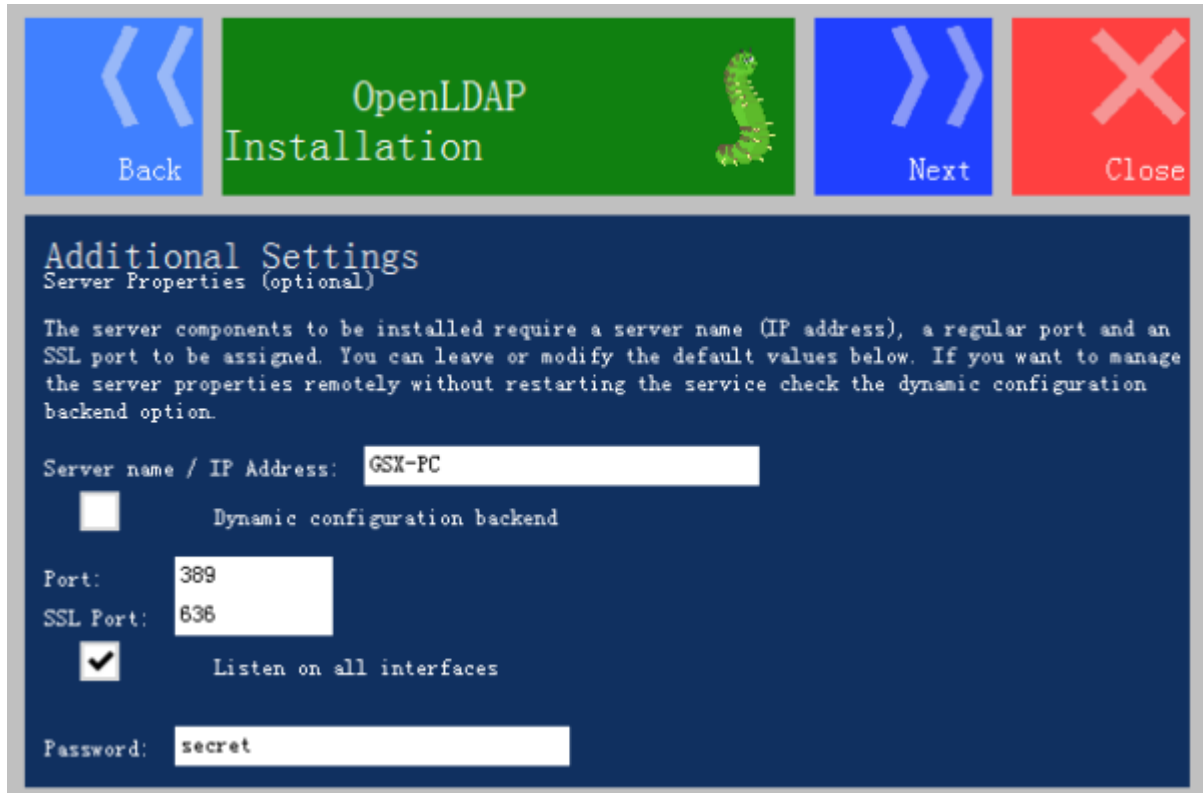 Back
OpenLDAP
Installation
Next
Close
Additional Settings
Server Properties (optional)
The server components to be installed require a server name (IP address), a regular port and an
SSL port to be assigned. You can leave or modify the default values below. If you want to manage
the server properties remotely without restarting the service check the dynamic configuration
backend option.
Server name / IP Address: GSX-PC
Dynamic configuration backend
Port: 389
SSL Port: 636
Listen on all interfaces
Password: secret